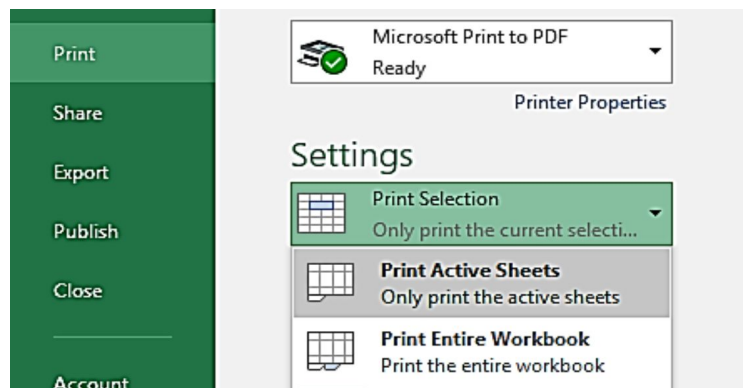 Print
Share
Export
Publish
Close
Account
Microsoft Print to PDF
Ready
Printer Properties
Settings
Print Selection
Only print the current selecti...
Print Active Sheets
Only print the active sheets
Print Entire Workbook
Print the entire workbook